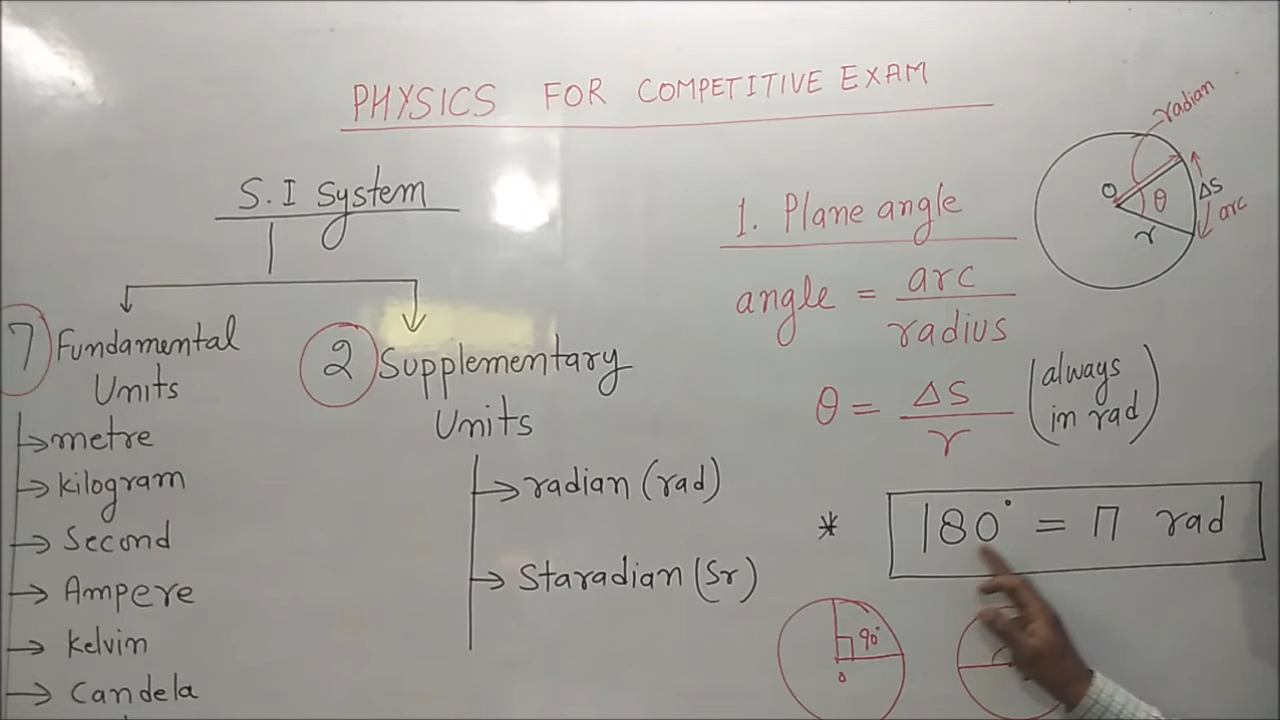 PHYSICS FOR COMPETITIVE EXAM
S.I System
7 Fundamental
Units
→metre
→kilogram
→Second
→Ampere
→Kelvin
→Candela
2 Supplementary
Units
→radian (rad)
→Staradian (Sr)
1. Plane angle
angle = arc
radius
θ = ΔS
r
(always
in rad)
* 180° = π rad
radian
O
θ
r
ΔS
arc
90°
o